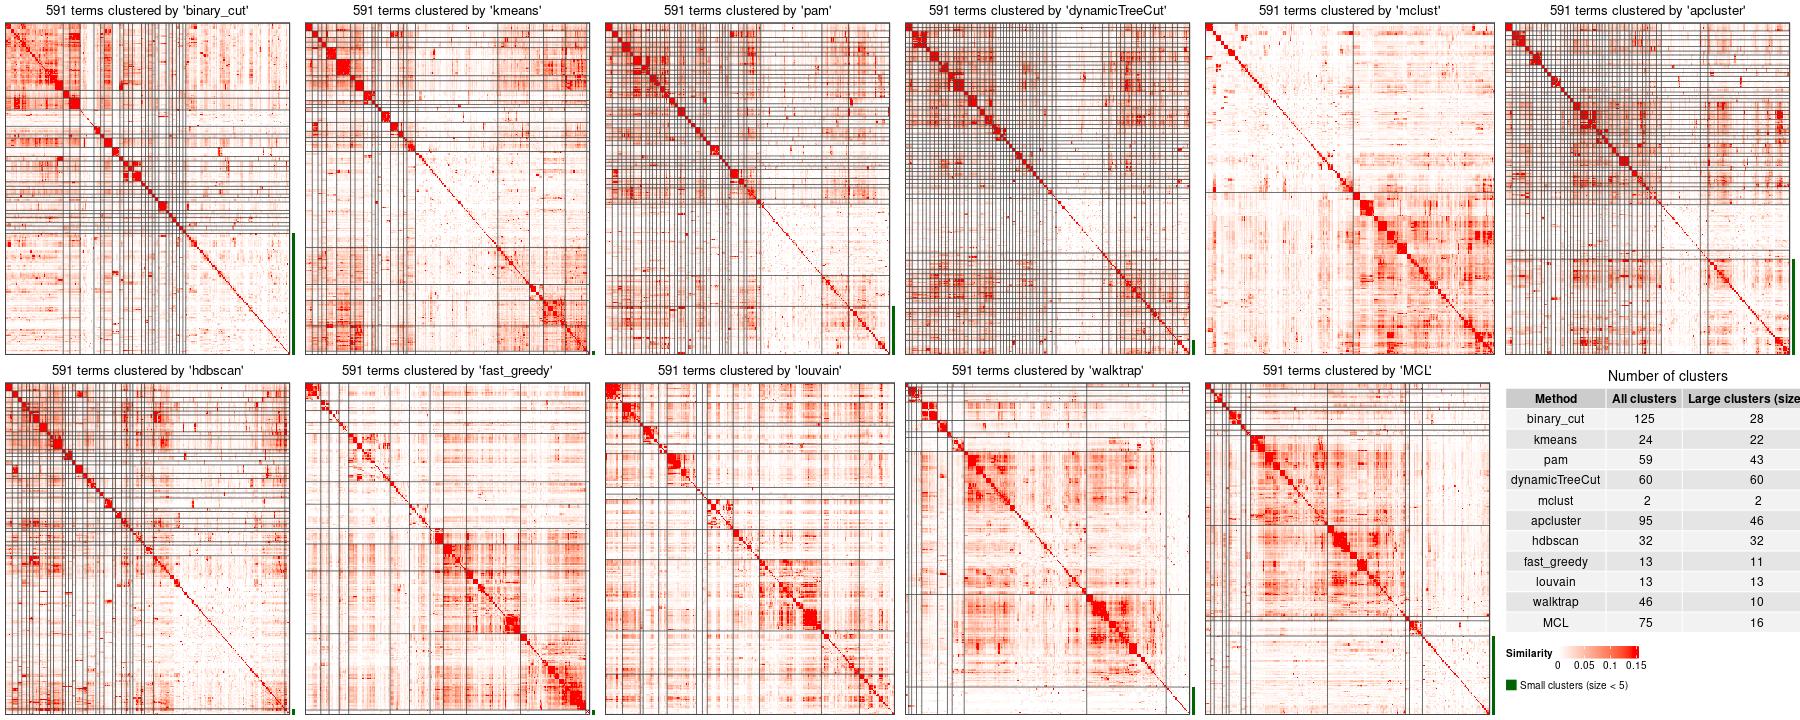 591 terms clustered by 'binary_cut'
591 terms clustered by 'kmeans'
591 terms clustered by 'pam'
591 terms clustered by 'dynamicTreeCut'
591 terms clustered by 'mclust'
591 terms clustered by 'apcluster'
591 terms clustered by 'hdbscan'
591 terms clustered by 'fast_greedy'
591 terms clustered by 'louvain'
591 terms clustered by 'walktrap'
591 terms clustered by 'MCL'
Number of clusters
Method All clusters Large clusters (size
binary_cut 125 28
kmeans 24 22
pam 59 43
dynamicTreeCut 60 60
mclust 2 2
apcluster 95 46
hdbscan 32 32
fast_greedy 13 11
louvain 13 13
walktrap 46 10
MCL 75 16
Similarity
0 0.05 0.1 0.15
Small clusters (size < 5)